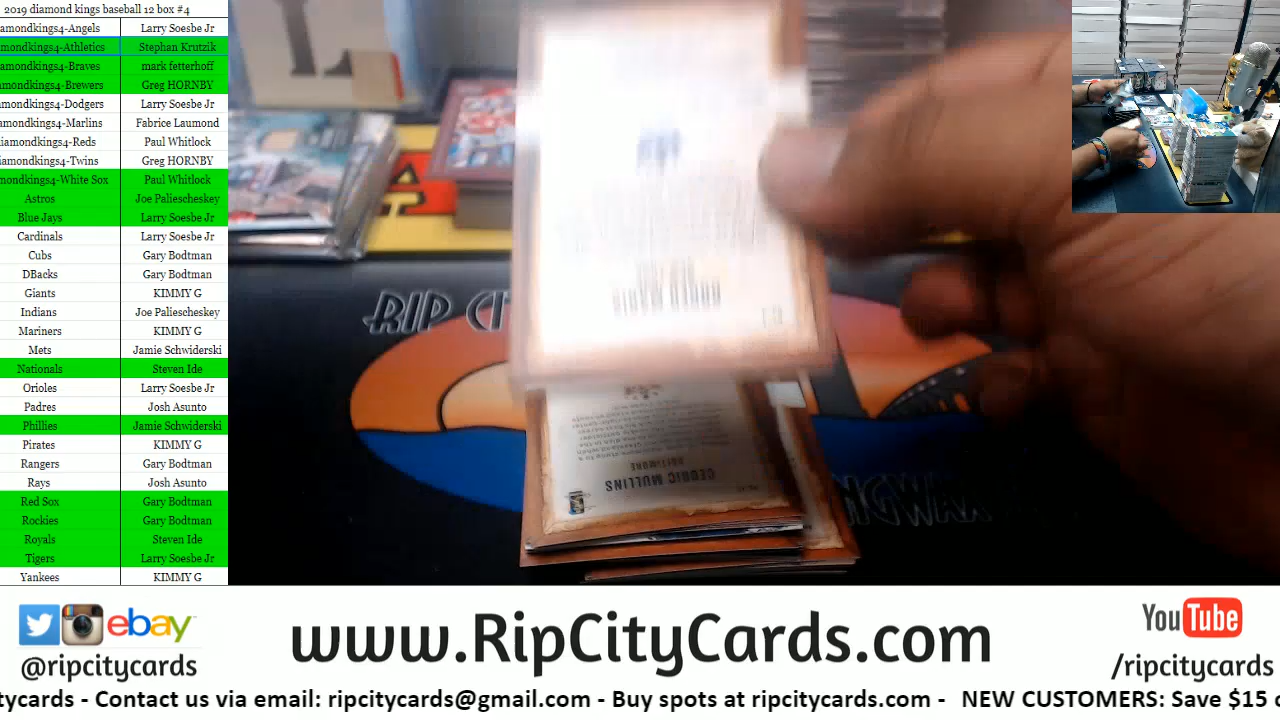 2019 diamond kings baseball 12 box #4
amondkings4-Angels Larry Soesbe Jr
mondkings4-Athletics Stephan Krutzik
amondkings4-Braves mark fetterhoff
amondkings4-Brewers Greg HORNBY
mondkings4-Dodgers Larry Soesbe Jr
amondkings4-Marlins Fabrice Laumond
iamondkings4-Reds Paul Whitlock
iamondkings4-Twins Greg HORNBY
mondkings4-White Sox Paul Whitlock
Astros Joe Paliescheskey
Blue Jays Larry Soesbe Jr
Cardinals Larry Soesbe Jr
Cubs Gary Bodtman
DBacks Gary Bodtman
Giants KIMMY G
Indians Joe Paliescheskey
Mariners KIMMY G
Mets Jamie Schwiderski
Nationals Steven Ide
Orioles Larry Soesbe Jr
Padres Josh Asunto
Phillies Jamie Schwiderski
Pirates KIMMY G
Rangers Gary Bodtman
Rays Josh Asunto
Red Sox Gary Bodtman
Rockies Gary Bodtman
Royals Steven Ide
Tigers Larry Soesbe Jr
Yankees KIMMY G
RIP CIT
BALTIMORE
CEDRIC MULLINS
ebay
@ripcitycards
www.RipCityCards.com
YouTube
/ripcitycards
tycards - Contact us via email: ripcitycards@gmail.com - Buy spots at ripcitycards.com - NEW CUSTOMERS: Save $15 o